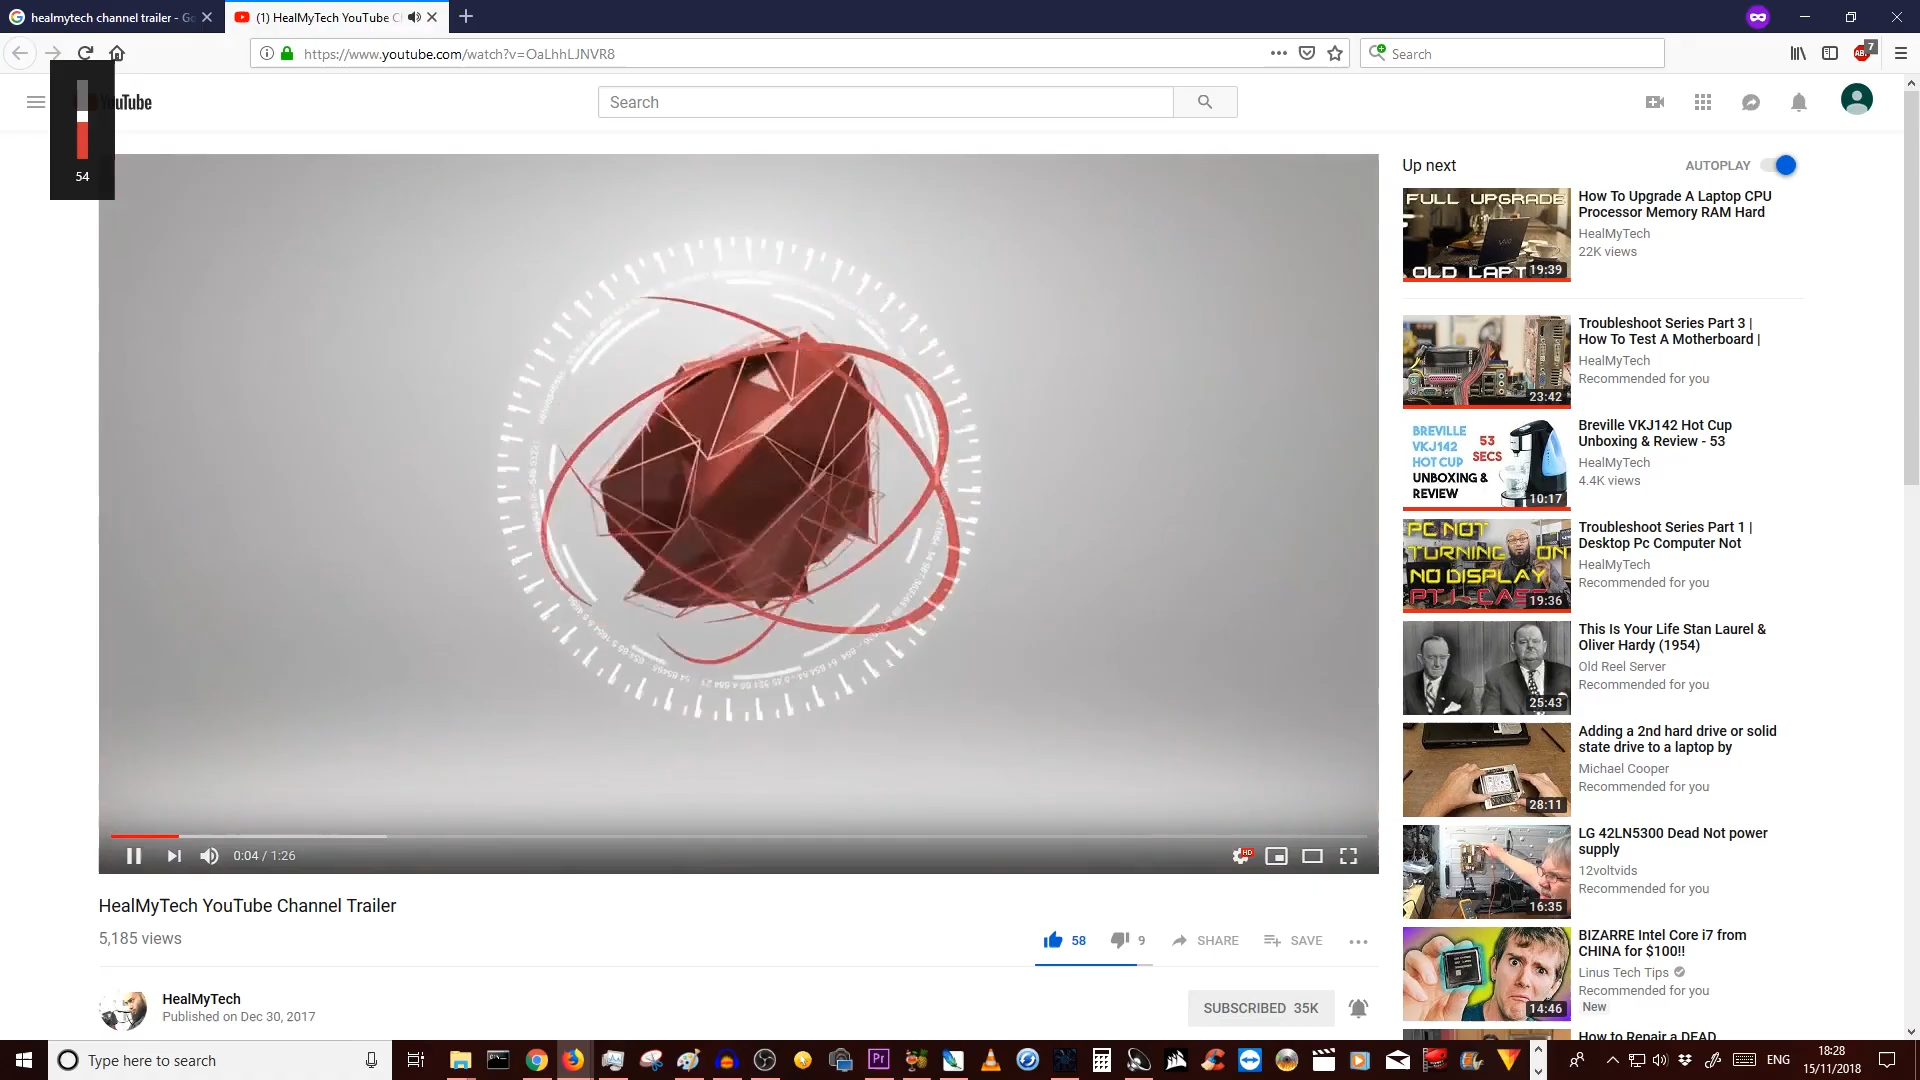 healmytech channel trailer - Go
(1) HealMyTech YouTube C
https://www.youtube.com/watch?v=OaLhhLJNVR8
Search
7
54
YouTube
Search
Up next
AUTOPLAY
FULL UPGRADE
OLD LAPT
19:39
How To Upgrade A Laptop CPU
Processor Memory RAM Hard
HealMyTech
22K views
23:42
Troubleshoot Series Part 3 |
How To Test A Motherboard |
HealMyTech
Recommended for you
BREVILLE
VKJ142
HOT CUP
UNBOXING &
REVIEW
53
SECS
10:17
Breville VKJ142 Hot Cup
Unboxing & Review - 53
HealMyTech
4.4K views
PC NOT
TURNING ON
NO DISPLAY
PT 1 - CASE
19:36
Troubleshoot Series Part 1 |
Desktop Pc Computer Not
HealMyTech
Recommended for you
25:43
This Is Your Life Stan Laurel &
Oliver Hardy (1954)
Old Reel Server
Recommended for you
28:11
Adding a 2nd hard drive or solid
state drive to a laptop by
Michael Cooper
Recommended for you
16:35
LG 42LN5300 Dead Not power
supply
12voltvids
Recommended for you
14:46
BIZARRE Intel Core i7 from
CHINA for $100!!
Linus Tech Tips
Recommended for you
New
How to Repair a DEAD
0:04 / 1:26
HD
HealMyTech YouTube Channel Trailer
5,185 views
58
9
SHARE
SAVE
HealMyTech
Published on Dec 30, 2017
SUBSCRIBED 35K
Type here to search
Pr
ENG
18:28
15/11/2018